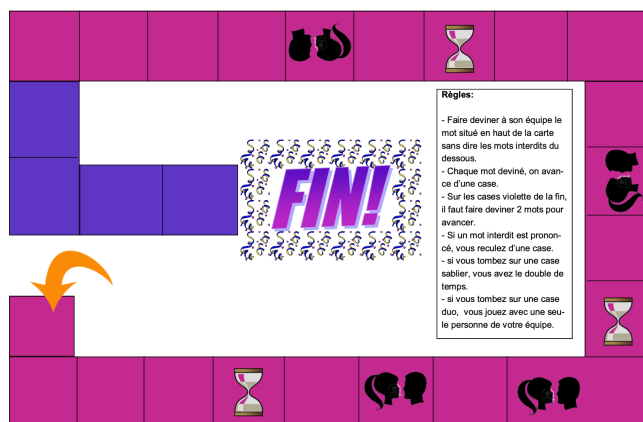 Règles:
- Faire deviner à son équipe le
mot situé en haut de la carte
sans dire les mots interdits du
dessous.
- Chaque mot deviné, on avan-
ce d'une case.
- Sur les cases violette de la fin,
il faut faire deviner 2 mots pour
avancer.
- Si un mot interdit est pronon-
cé, vous reculez d'une case.
- si vous tombez sur une case
sablier, vous avez le double de
temps.
- si vous tombez sur une case
duo, vous jouez avec une seu-
le personne de votre équipe.
FIN!